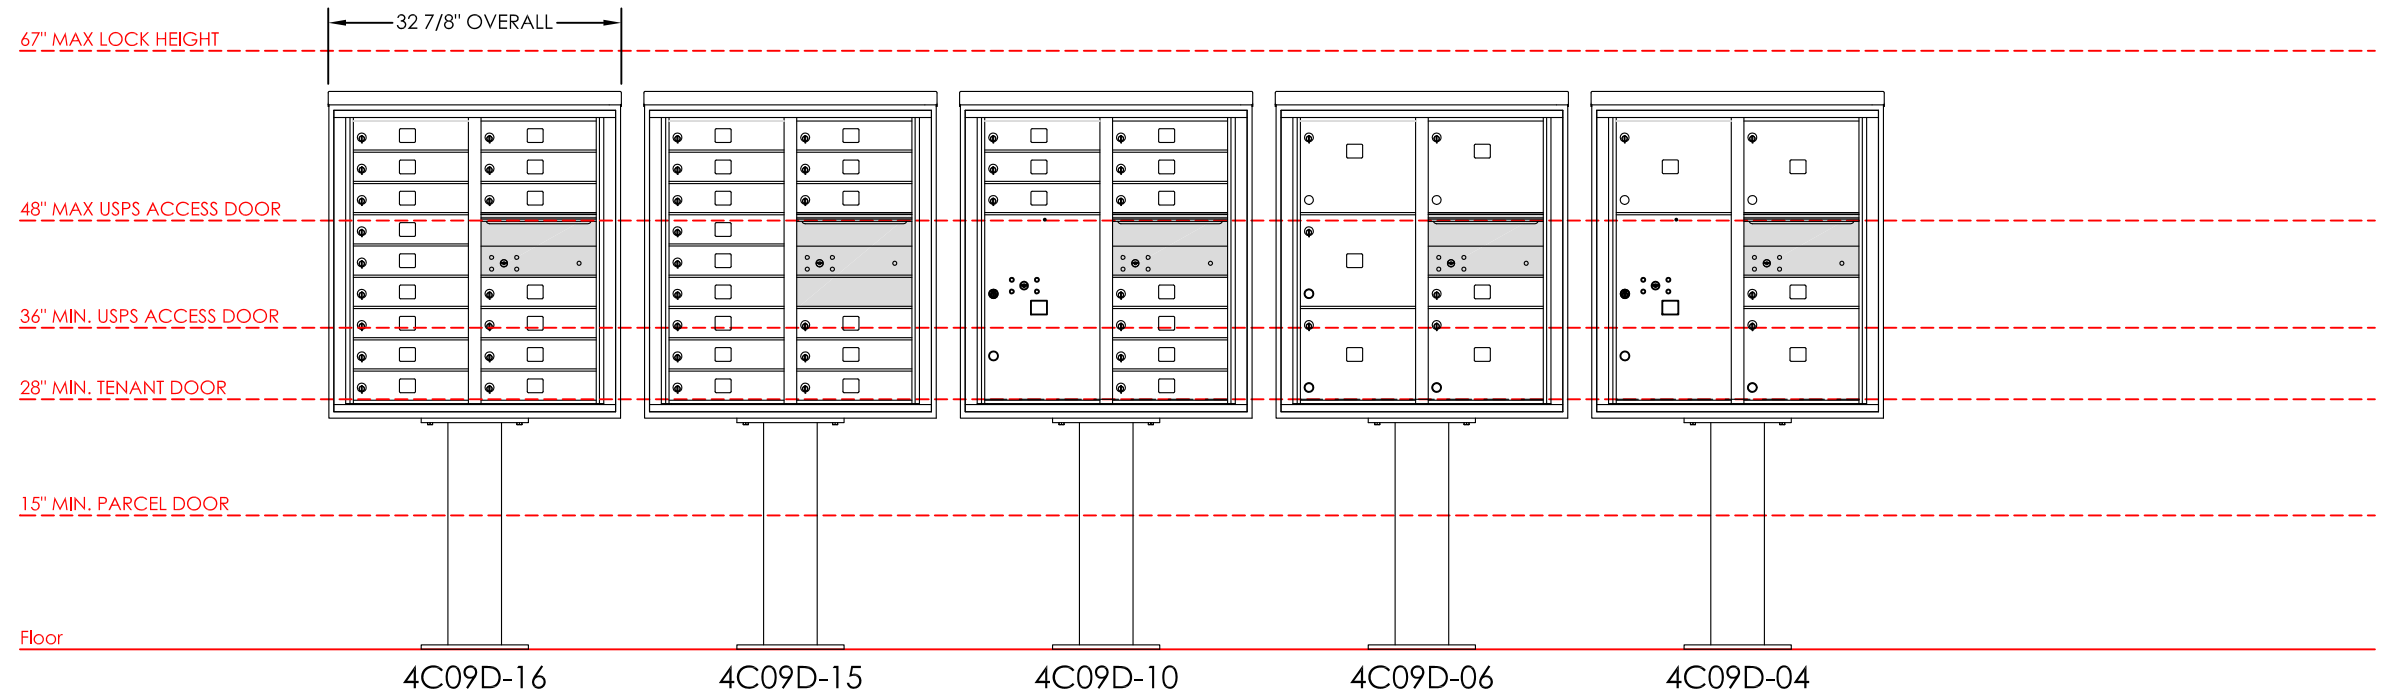 32 7/8" OVERALL
67" MAX LOCK HEIGHT
48" MAX USPS ACCESS DOOR
36" MIN. USPS ACCESS DOOR
28" MIN. TENANT DOOR
15" MIN. PARCEL DOOR
Floor
4C09D-16
4C09D-15
4C09D-10
4C09D-06
4C09D-04